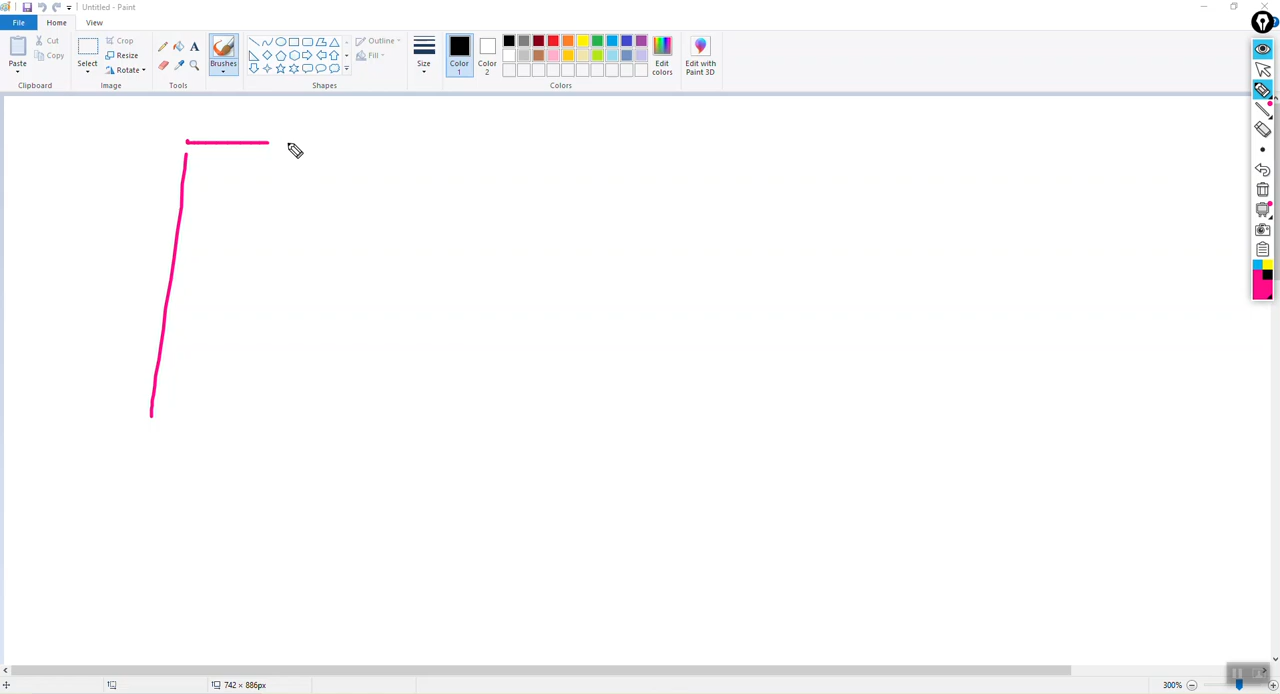 Untitled - Paint
File Home View
Paste
Cut
Copy
Clipboard
Select
Crop
Resize
Rotate
Image
A
Tools
Brushes
Shapes
Outline
Fill
Size
Color 1
Color 2
Edit colors
Edit with Paint 3D
Colors
742 × 886px
300%